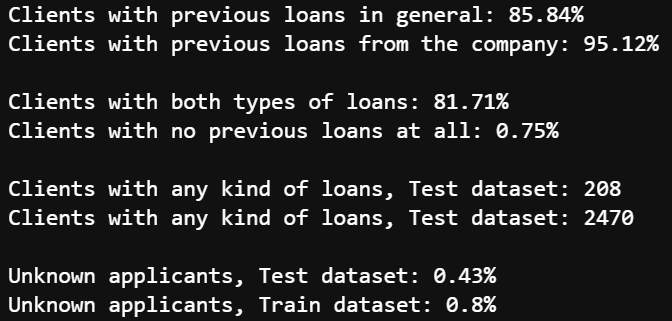 Clients with previous loans in general: 85.84%
Clients with previous loans from the company: 95.12%
Clients with both types of loans: 81.71%
Clients with no previous loans at all: 0.75%
Clients with any kind of loans, Test dataset: 208
Clients with any kind of loans, Test dataset: 2470
Unknown applicants, Test dataset: 0.43%
Unknown applicants, Train dataset: 0.8%